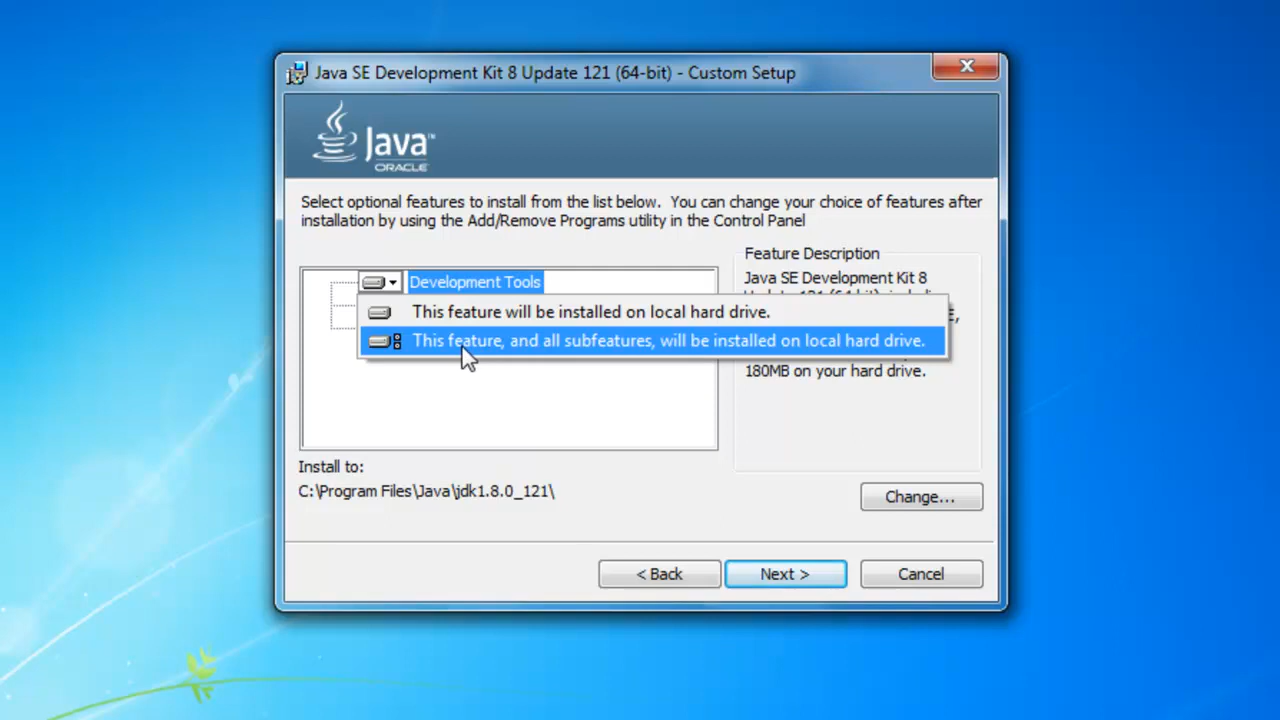 Java SE Development Kit 8 Update 121 (64-bit) - Custom Setup
Java™
ORACLE
Select optional features to install from the list below.  You can change your choice of features after
installation by using the Add/Remove Programs utility in the Control Panel
Feature Description
Development Tools
Java SE Development Kit 8
This feature will be installed on local hard drive.
This feature, and all subfeatures, will be installed on local hard drive.
180MB on your hard drive.
Install to:
C:\Program Files\Java\jdk1.8.0_121\
Change...
< Back
Next >
Cancel